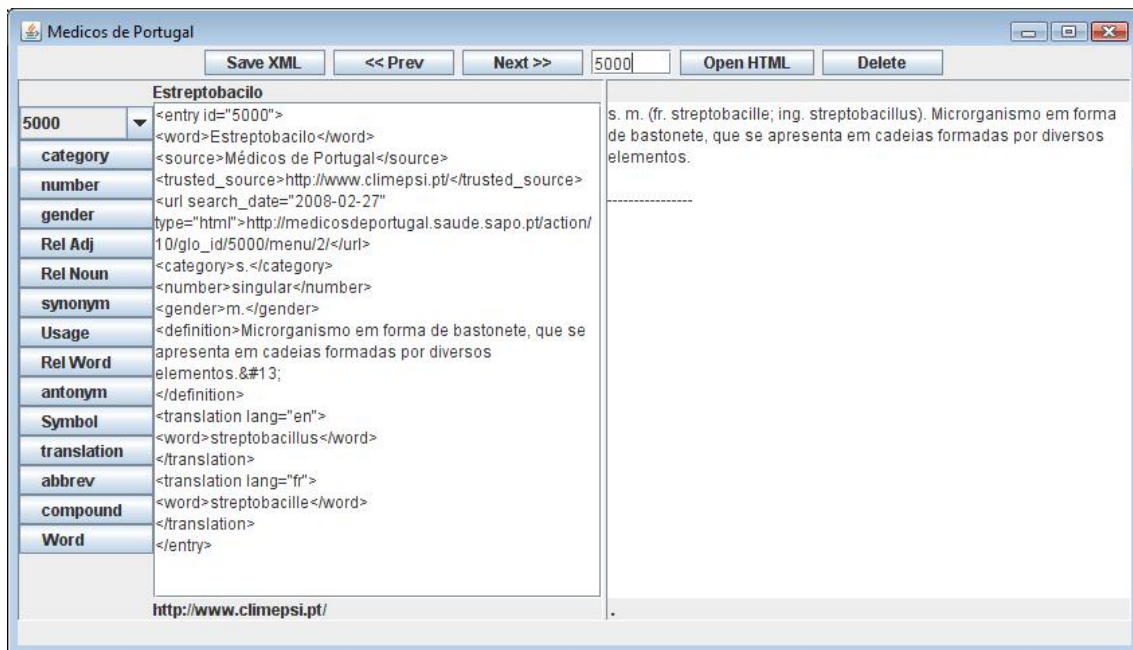 Medicos de Portugal
Save XML << Prev Next >> 5000 Open HTML Delete
Estreptobacilo
5000
category
number
gender
Rel Adj
Rel Noun
synonym
Usage
Rel Word
antonym
Symbol
translation
abbrev
compound
Word
<entry id="5000">
<word>Estreptobacilo</word>
<source>Médicos de Portugal</source>
<trusted_source>http://www.climepsi.pt/</trusted_source>
<url search_date="2008-02-27"
type="html">http://medicosdeportugal.saude.sapo.pt/action/
10/glo_id/5000/menu/2/</url>
<category>s.</category>
<number>singular</number>
<gender>m.</gender>
<definition>Microrganismo em forma de bastonete, que se
apresenta em cadeias formadas por diversos
elementos.&#13;
</definition>
<translation lang="en">
<word>streptobacillus</word>
</translation>
<translation lang="fr">
<word>streptobacille</word>
</translation>
</entry>
http://www.climepsi.pt/
s. m. (fr. streptobacille; ing. streptobacillus). Microrganismo em forma
de bastonete, que se apresenta em cadeias formadas por diversos
elementos.
----------------
.